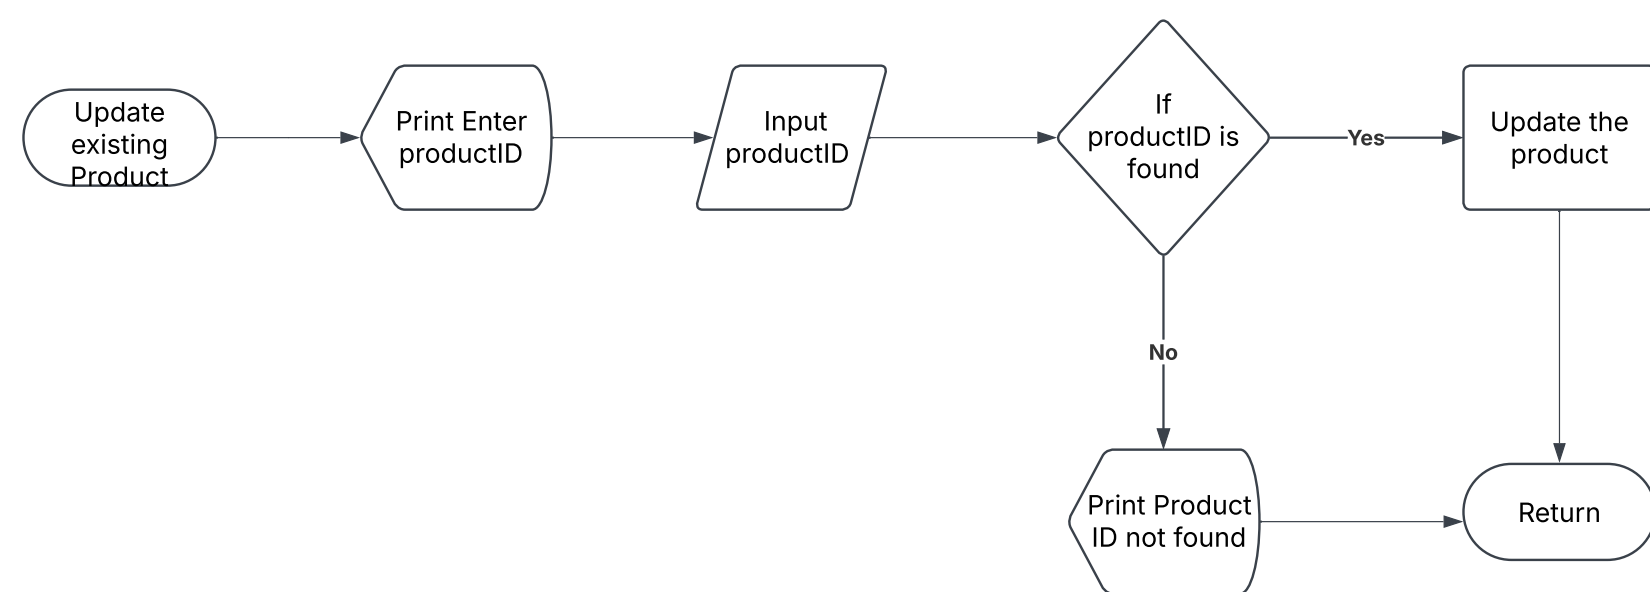 Update
existing
Product
Print Enter
productID
Input
productID
If
productID is
found
Yes
Update the
product
No
Print Product
ID not found
Return